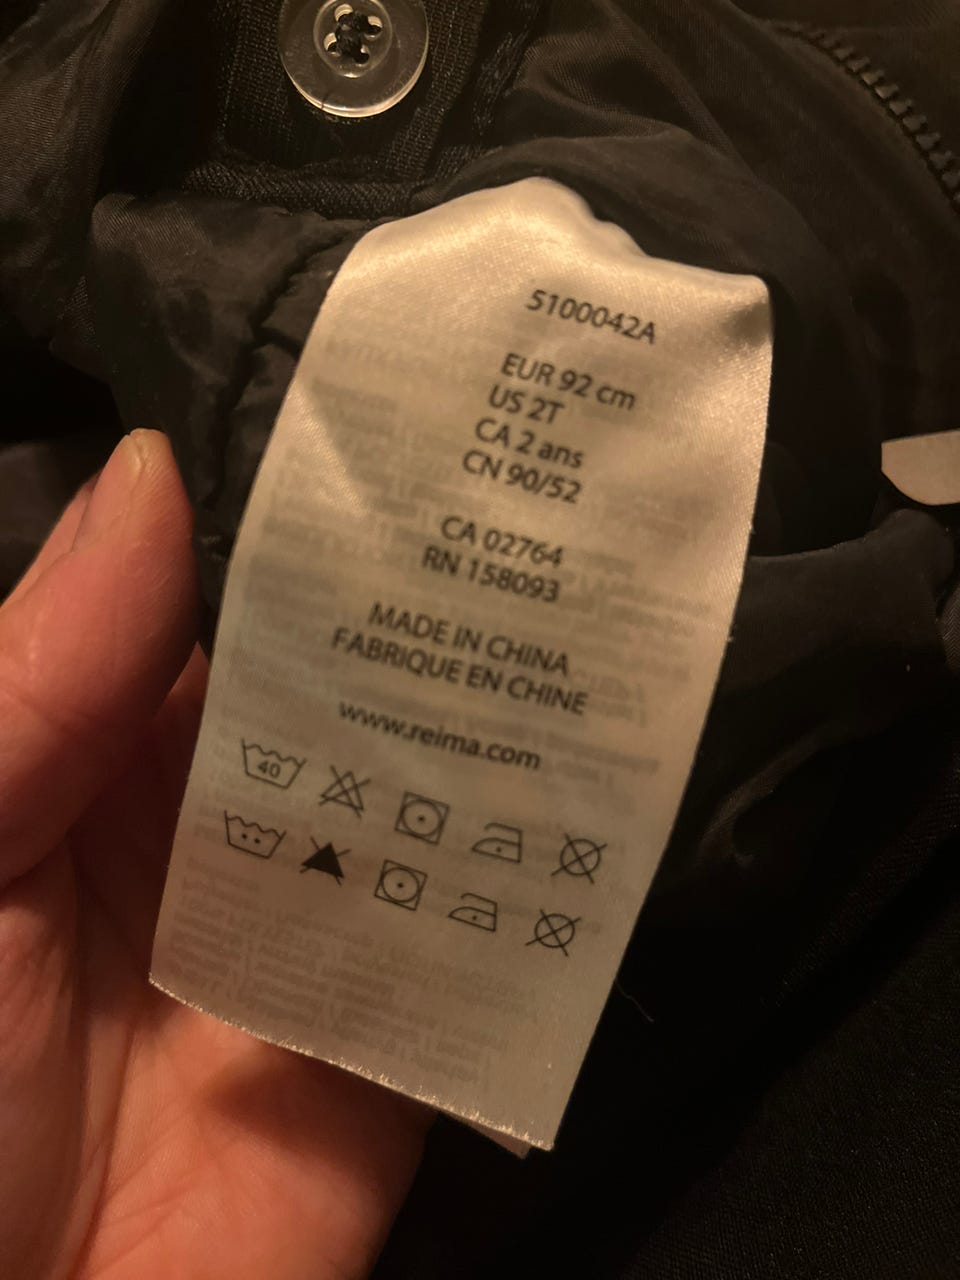 5100042A
EUR 92 cm
US 2T
CA 2 ans
CN 90/52
CA 02764
RN 158093
MADE IN CHINA
FABRIQUE EN CHINE
www.reima.com
40